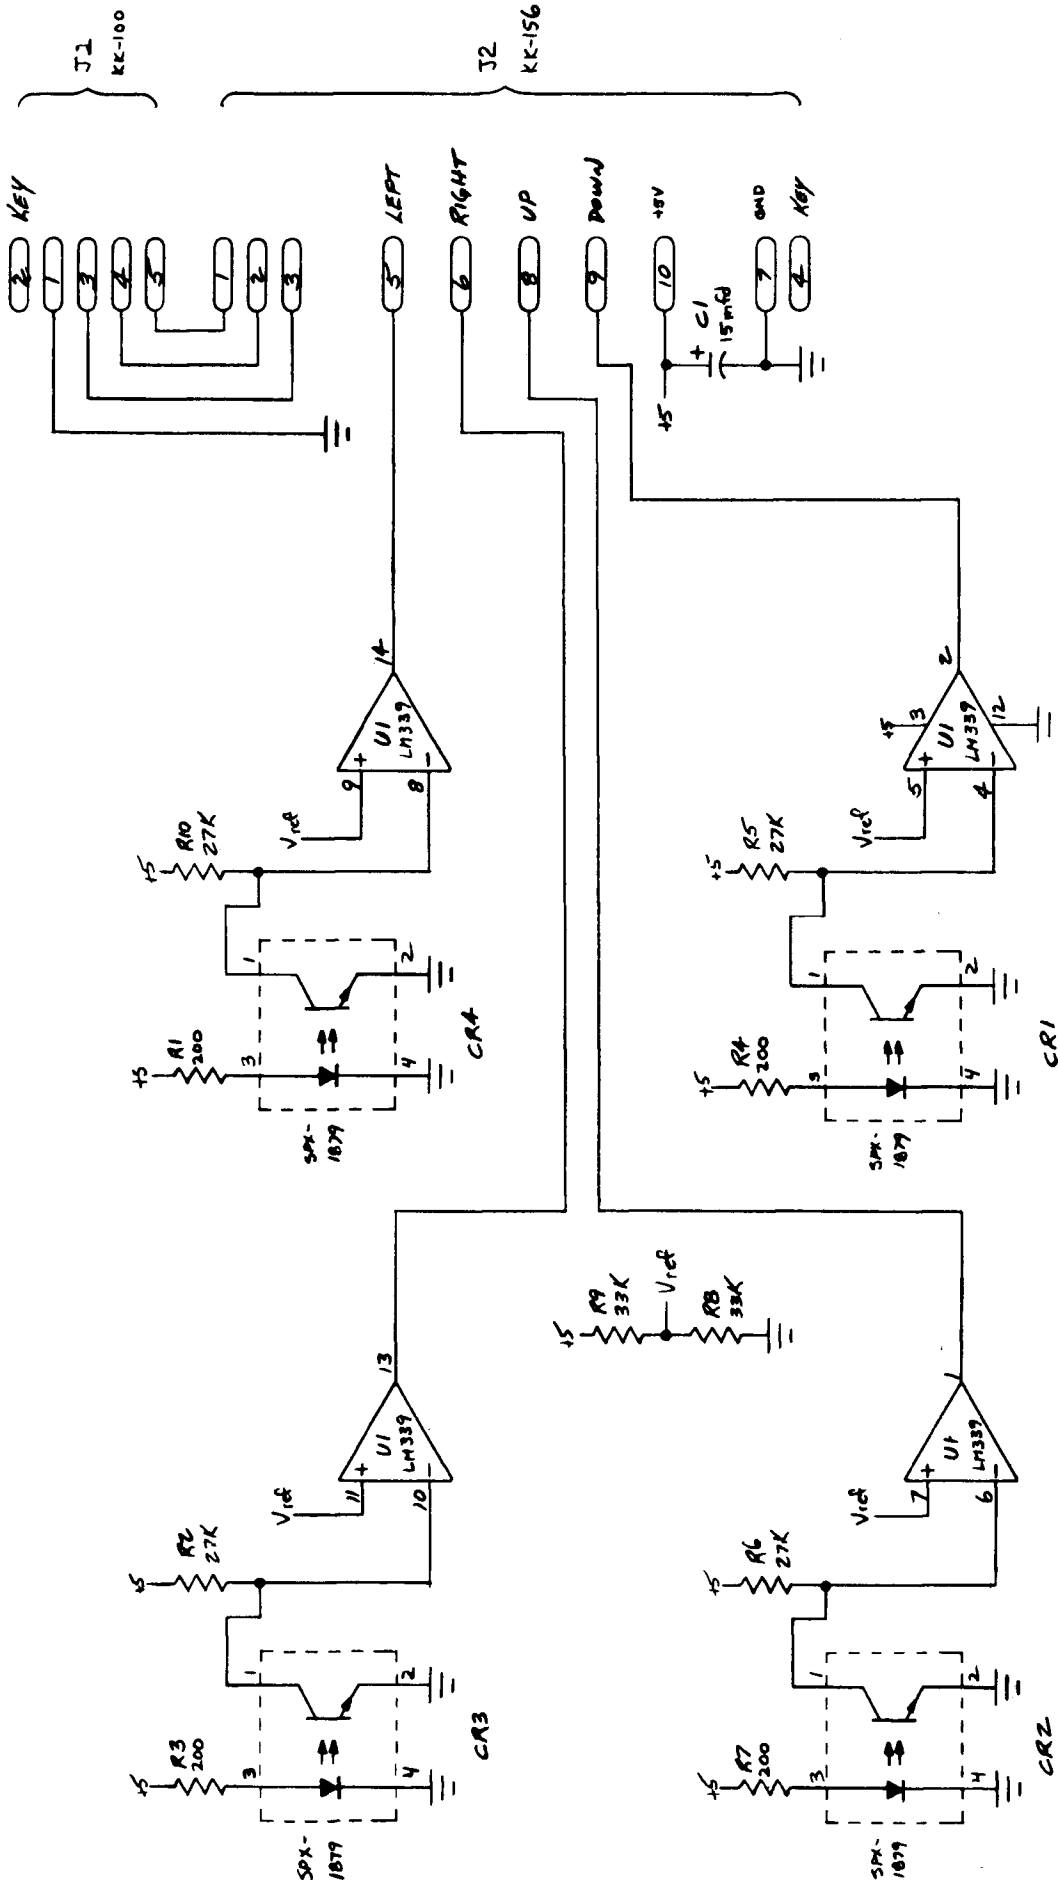 J1
KK-100
J2
KK-156
2 KEY
1
3
4
5
1
2
3
5 LEFT
6 RIGHT
8 UP
9 DOWN
10 +5V
7 GND
4 KEY
+5
+ C1
15mfd
+5
R10
27K
Vref
9 +
8 -
U1
LM339
14
+5
R1
200
3
1
4
2
SPX-
1879
CR4
+5
R5
27K
Vref
5 +
4 -
+5
3
U1
LM339
12
2
+5
R4
200
3
1
4
2
SPX-
1879
CR1
+5
R2
27K
Vref
11 +
10 -
U1
LM339
13
+5
R3
200
3
1
4
2
SPX-
1879
CR3
+5
R9
33K
Vref
R8
33K
+5
R6
27K
Vref
7 +
6 -
U1
LM339
1
+5
R7
200
3
1
4
2
SPX-
1879
CR2